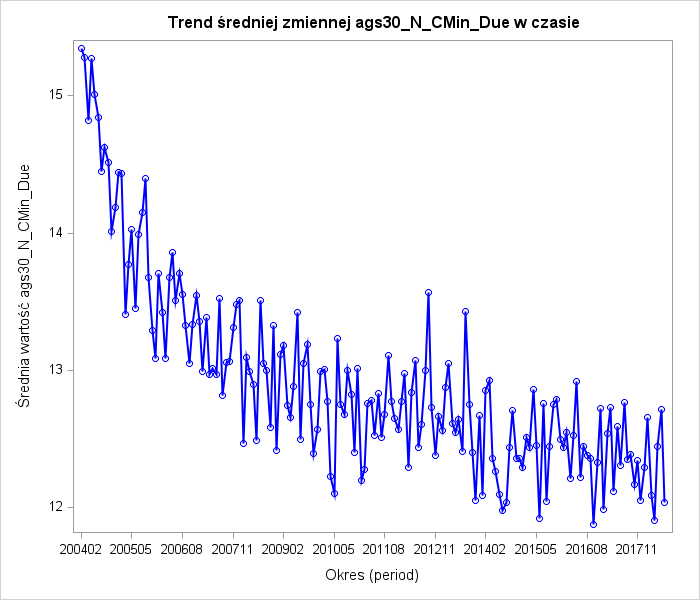 Trend średniej zmiennej ags30_N_CMin_Due w czasie
Średnia wartość ags30_N_CMin_Due
15
14
13
12
200402 200505 200608 200711 200902 201005 201108 201211 201402 201505 201608 201711
Okres (period)